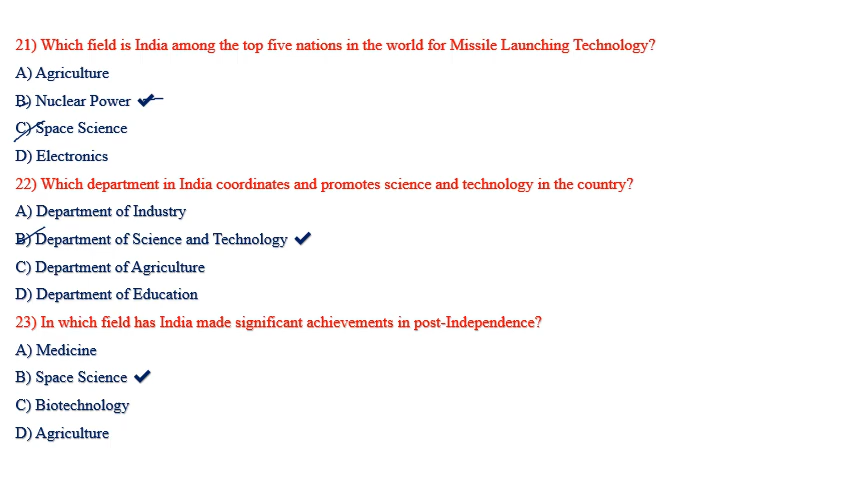 21) Which field is India among the top five nations in the world for Missile Launching Technology?
A) Agriculture
B) Nuclear Power ✔
C) Space Science
D) Electronics
22) Which department in India coordinates and promotes science and technology in the country?
A) Department of Industry
B) Department of Science and Technology ✔
C) Department of Agriculture
D) Department of Education
23) In which field has India made significant achievements in post-Independence?
A) Medicine
B) Space Science ✔
C) Biotechnology
D) Agriculture